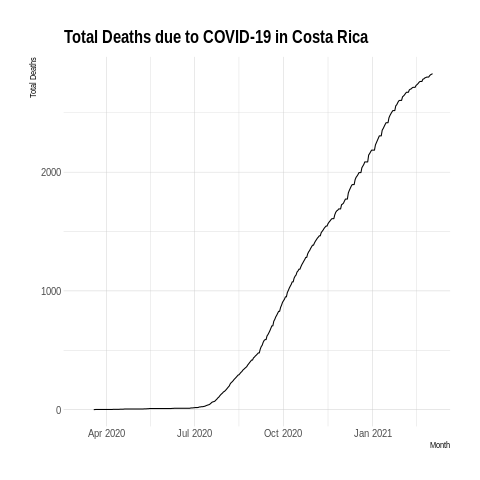 Total Deaths due to COVID-19 in Costa Rica
Total Deaths
2000
1000
0
Apr 2020
Jul 2020
Oct 2020
Jan 2021
Month